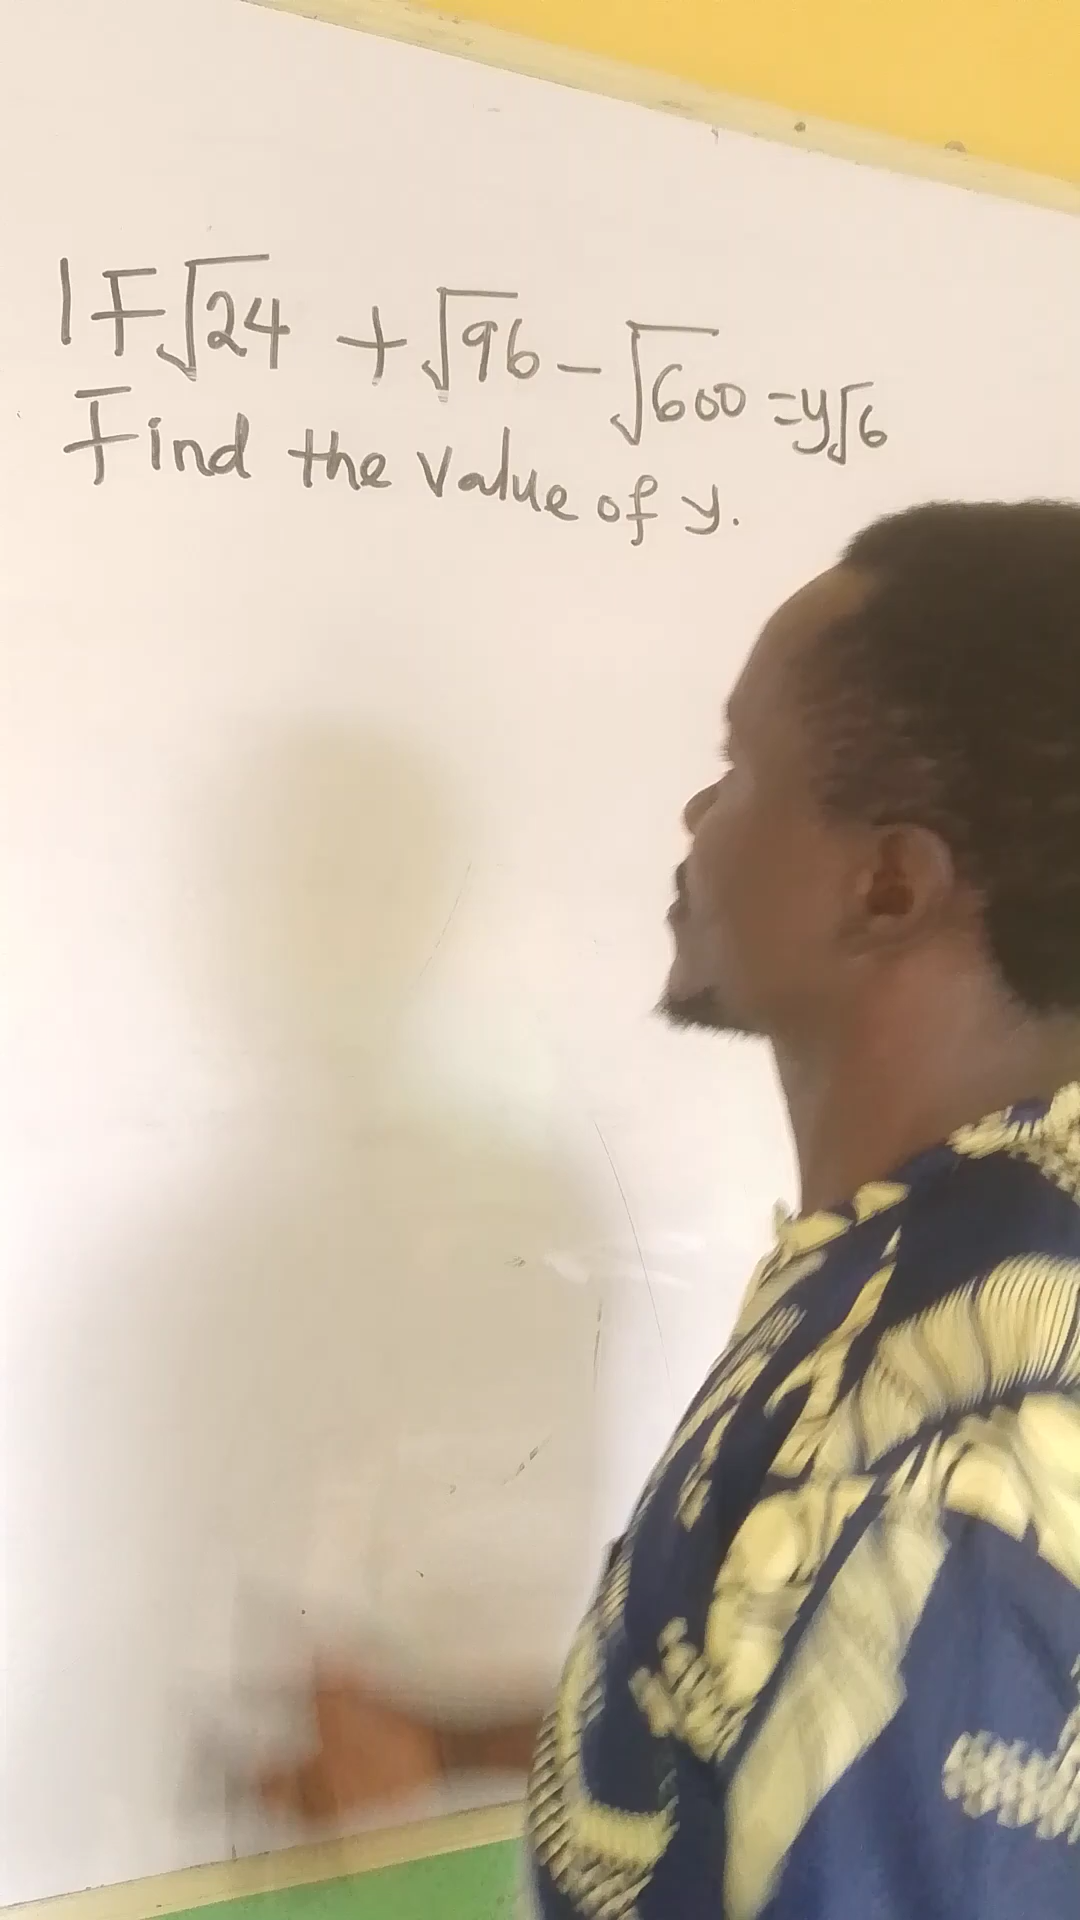 IF √24 + √96 - √600 = y√6
Find the value of y.